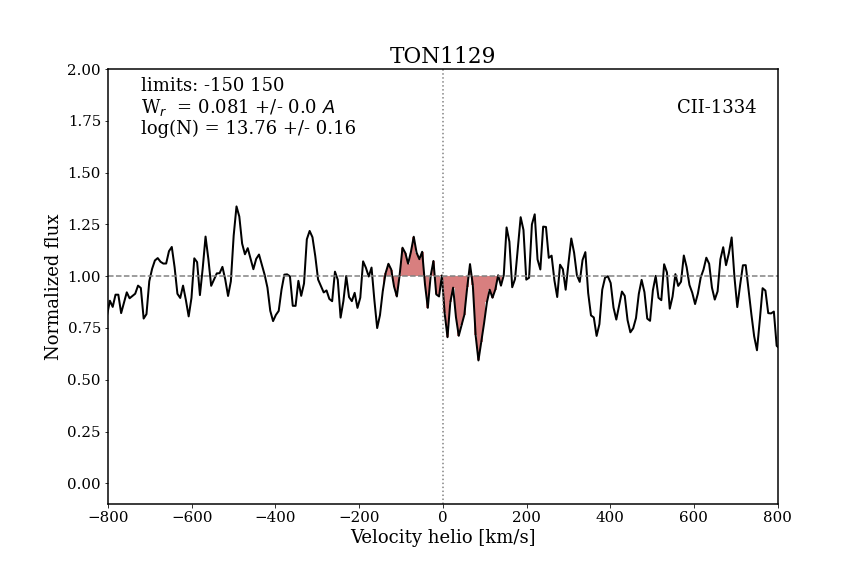 TON1129
limits: -150 150
Wᵣ = 0.081 +/- 0.0 A
log(N) = 13.76 +/- 0.16
CII-1334
2.00
1.75
1.50
1.25
1.00
0.75
0.50
0.25
0.00
Normalized flux
−800 −600 −400 −200 0 200 400 600 800
Velocity helio [km/s]